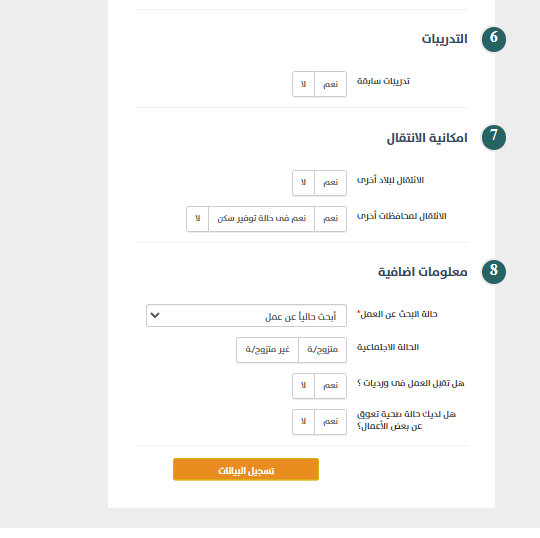 6 التدريبات
تدريبات سابقة نعم لا
7 امكانية الانتقال
الانتقال لبلاد أخرى نعم لا
الانتقال لمحافظات أخرى نعم نعم فى حالة توفير سكن لا
8 معلومات اضافية
حالة البحث عن العمل* أبحث حالياً عن عمل
الحالة الاجتماعية متزوج/ة غير متزوج/ة
هل تقبل العمل فى ورديات ؟ نعم لا
هل لديك حالة صحية تعوق نعم لا
عن بعض الأعمال؟
تسجيل البيانات